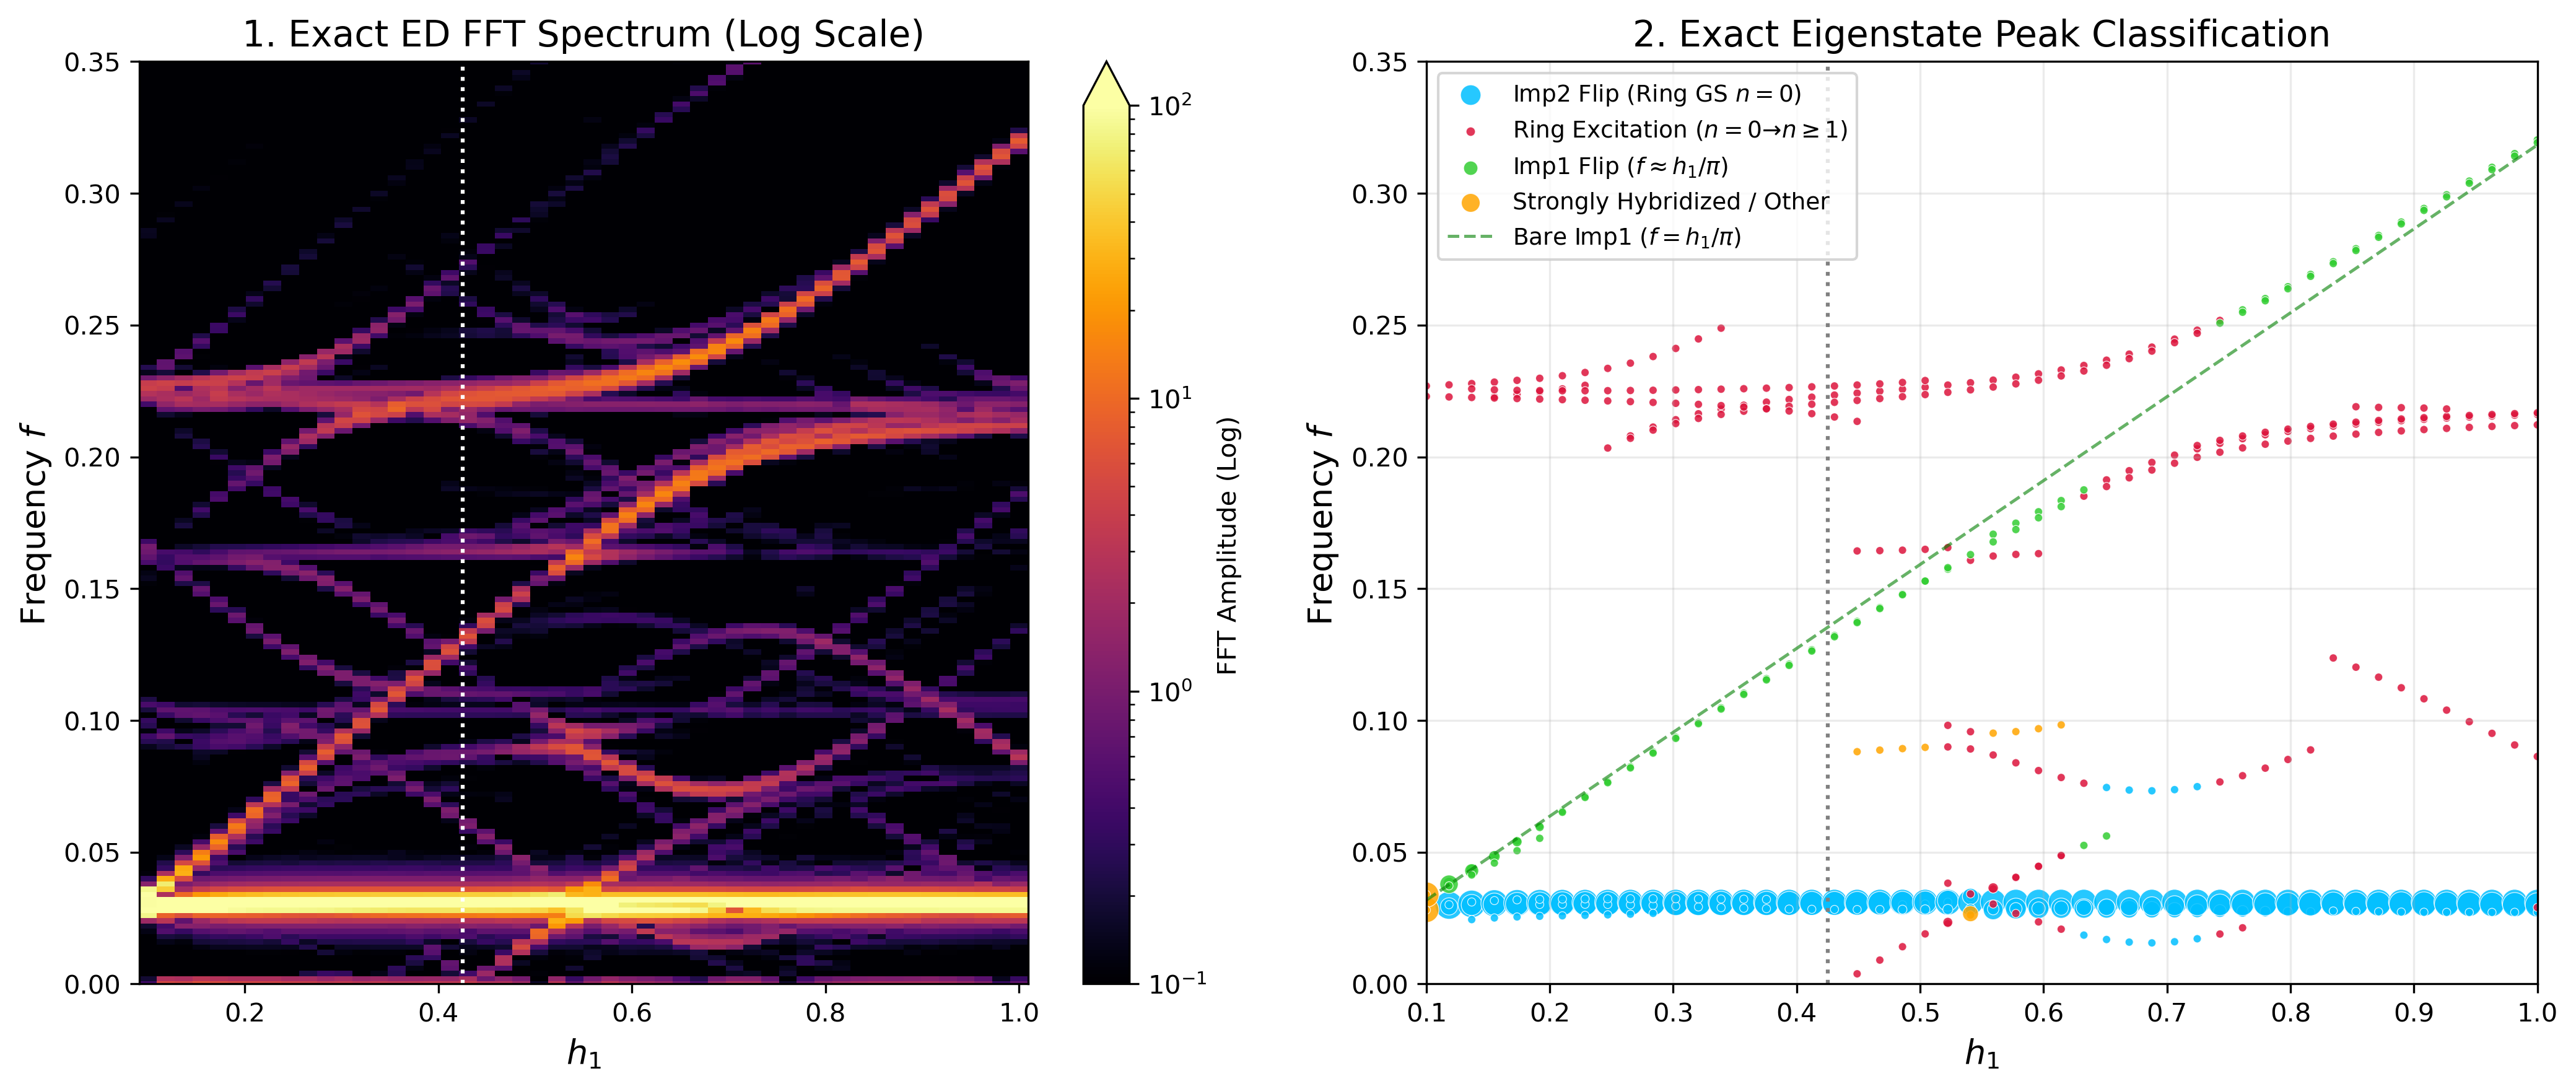 1. Exact ED FFT Spectrum (Log Scale)
Frequency f
0.35
0.30
0.25
0.20
0.15
0.10
0.05
0.00
0.2
0.4
0.6
0.8
1.0
h₁
10²
10¹
10⁰
10⁻¹
FFT Amplitude (Log)
2. Exact Eigenstate Peak Classification
Imp2 Flip (Ring GS n = 0)
Ring Excitation (n = 0→n ≥ 1)
Imp1 Flip (f ≈ h₁/π)
Strongly Hybridized / Other
Bare Imp1 (f = h₁/π)
Frequency f
0.35
0.30
0.25
0.20
0.15
0.10
0.05
0.00
0.1
0.2
0.3
0.4
0.5
0.6
0.7
0.8
0.9
1.0
h₁